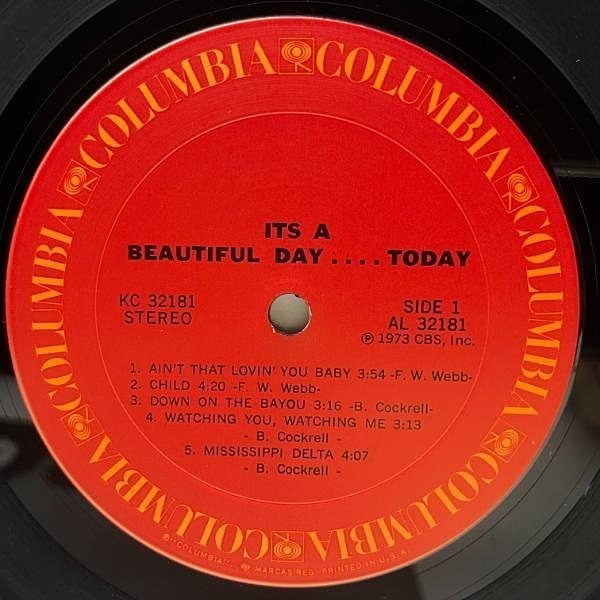 COLUMBIA COLUMBIA COLUMBIA COLUMBIA COLUMBIA COLUMBIA
ITS A
BEAUTIFUL DAY....TODAY
KC 32181
STEREO
SIDE 1
AL 32181
℗ 1973 CBS, Inc.
1. AIN'T THAT LOVIN' YOU BABY 3:54 -F. W. Webb-
2. CHILD 4:20 -F. W. Webb-
3. DOWN ON THE BAYOU 3:16 -B. Cockrell-
4. WATCHING YOU, WATCHING ME 3:13
- B. Cockrell -
5. MISSISSIPPI DELTA 4:07
- B. Cockrell -
"COLUMBIA", MARCAS REG. PRINTED IN U.S.A.